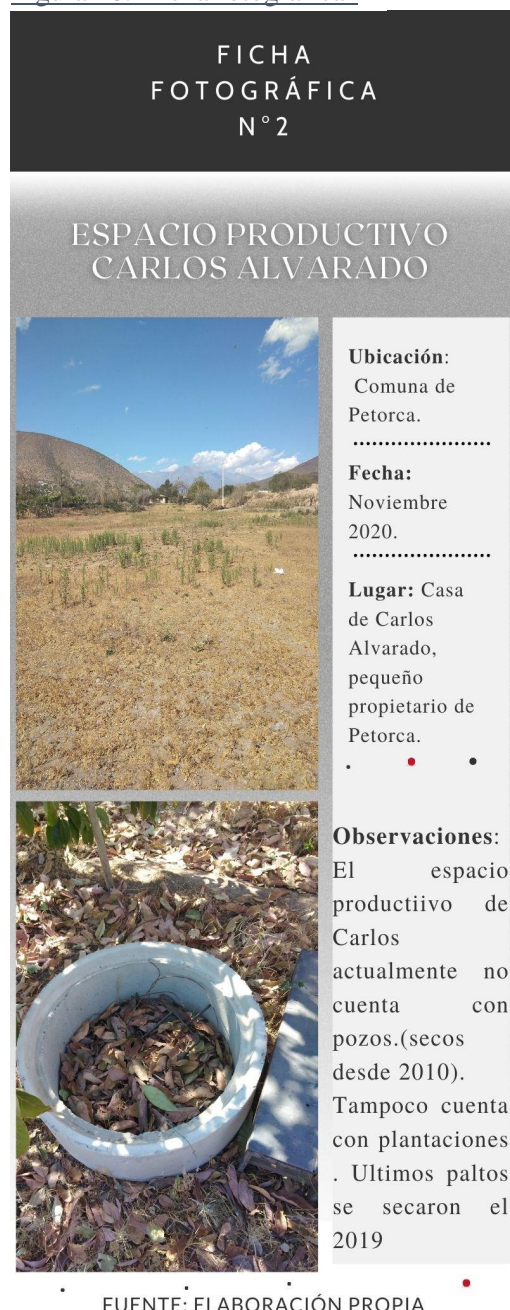 FICHA
FOTOGRÁFICA
N°2
ESPACIO PRODUCTIVO
CARLOS ALVARADO
Ubicación:
Comuna de
Petorca.
Fecha:
Noviembre
2020.
Lugar: Casa
de Carlos
Alvarado,
pequeño
propietario de
Petorca.
Observaciones:
El espacio
productiivo de
Carlos
actualmente no
cuenta con
pozos.(secos
desde 2010).
Tampoco cuenta
con plantaciones
. Ultimos paltos
se secaron el
2019
FUENTE: ELABORACIÓN PROPIA